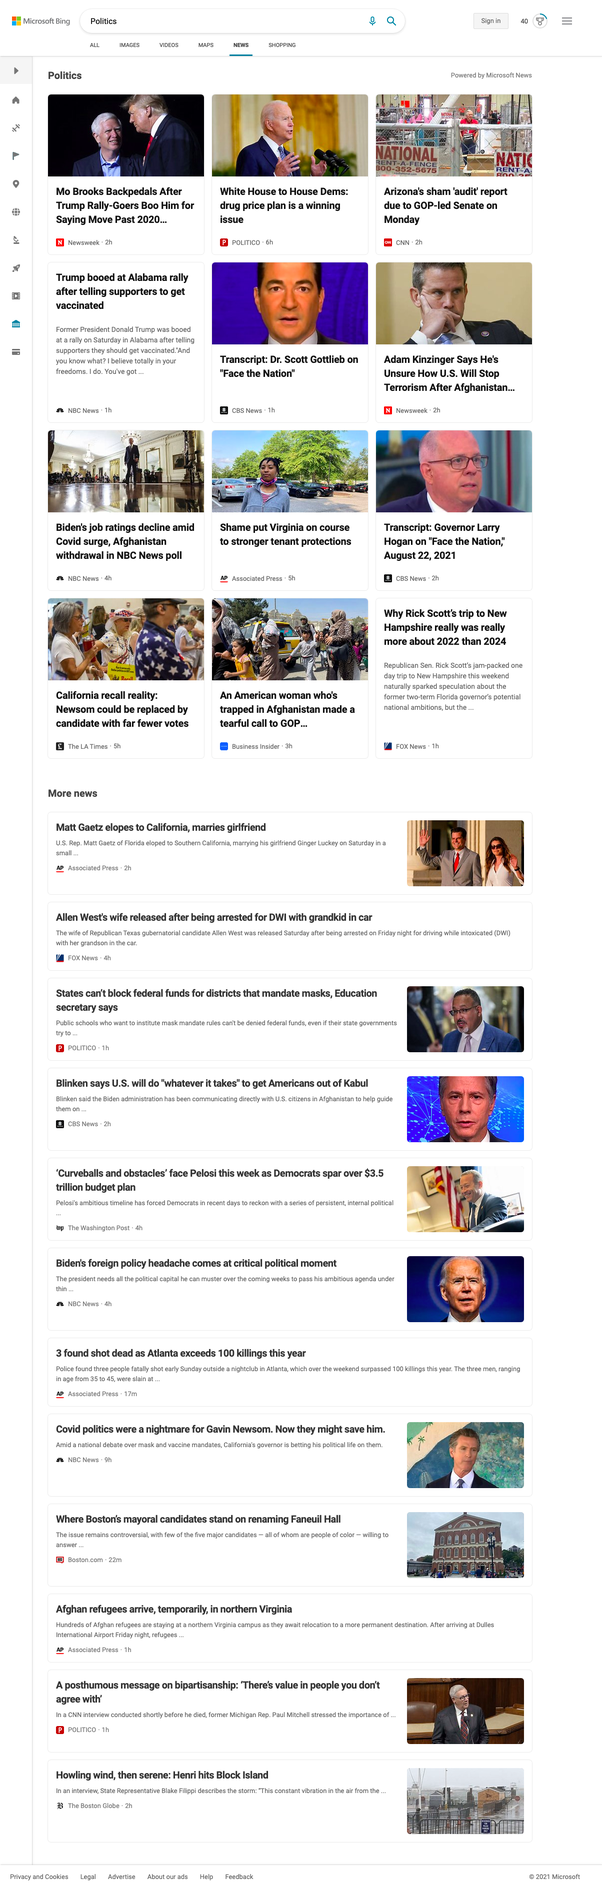 Microsoft Bing
Politics
Sign in
40
ALL
IMAGES
VIDEOS
MAPS
NEWS
SHOPPING
Politics
Powered by Microsoft News
Mo Brooks Backpedals After
Trump Rally-Goers Boo Him for
Saying Move Past 2020...
Newsweek · 2h
White House to House Dems:
drug price plan is a winning
issue
POLITICO · 6h
NATIONAL
RENT-A-FENCE
800-352-5675
NATIO
Arizona's sham 'audit' report
due to GOP-led Senate on
Monday
CNN · 2h
Trump booed at Alabama rally
after telling supporters to get
vaccinated
Former President Donald Trump was booed
at a rally on Saturday in Alabama after telling
supporters they should get vaccinated."And
you know what? I believe totally in your
freedoms. I do. You've got ...
NBC News · 1h
Transcript: Dr. Scott Gottlieb on
"Face the Nation"
CBS News · 1h
Adam Kinzinger Says He's
Unsure How U.S. Will Stop
Terrorism After Afghanistan...
Newsweek · 2h
Biden's job ratings decline amid
Covid surge, Afghanistan
withdrawal in NBC News poll
NBC News · 4h
Shame put Virginia on course
to stronger tenant protections
AP Associated Press · 5h
Transcript: Governor Larry
Hogan on "Face the Nation,"
August 22, 2021
CBS News · 2h
California recall reality:
Newsom could be replaced by
candidate with far fewer votes
The LA Times · 5h
An American woman who's
trapped in Afghanistan made a
tearful call to GOP...
Business Insider · 3h
Why Rick Scott's trip to New
Hampshire really was really
more about 2022 than 2024
Republican Sen. Rick Scott's jam-packed one
day trip to New Hampshire this weekend
naturally sparked speculation about the
former two-term Florida governor's potential
national ambitions, but the ...
FOX News · 1h
More news
Matt Gaetz elopes to California, marries girlfriend
U.S. Rep. Matt Gaetz of Florida eloped to Southern California, marrying his girlfriend Ginger Luckey on Saturday in a
small ...
AP Associated Press · 2h
Allen West's wife released after being arrested for DWI with grandkid in car
The wife of Republican Texas gubernatorial candidate Allen West was released Saturday after being arrested on Friday night for driving while intoxicated (DWI)
with her grandson in the car.
FOX News · 4h
States can't block federal funds for districts that mandate masks, Education
secretary says
Public schools who want to institute mask mandate rules can't be denied federal funds, even if their state governments
try to ...
POLITICO · 1h
Blinken says U.S. will do "whatever it takes" to get Americans out of Kabul
Blinken said the Biden administration has been communicating directly with U.S. citizens in Afghanistan to help guide
them on ...
CBS News · 2h
'Curveballs and obstacles' face Pelosi this week as Democrats spar over $3.5
trillion budget plan
Pelosi's ambitious timeline has forced Democrats in recent days to reckon with a series of persistent, internal political
...
wp The Washington Post · 4h
Biden's foreign policy headache comes at critical political moment
The president needs all the political capital he can muster over the coming weeks to pass his ambitious agenda under
thin ...
NBC News · 4h
3 found shot dead as Atlanta exceeds 100 killings this year
Police found three people fatally shot early Sunday outside a nightclub in Atlanta, which over the weekend surpassed 100 killings this year. The three men, ranging
in age from 35 to 45, were slain at ...
AP Associated Press · 17m
Covid politics were a nightmare for Gavin Newsom. Now they might save him.
Amid a national debate over mask and vaccine mandates, California's governor is betting his political life on them.
NBC News · 9h
Where Boston's mayoral candidates stand on renaming Faneuil Hall
The issue remains controversial, with few of the five major candidates — all of whom are people of color — willing to
answer ...
Boston.com · 22m
Afghan refugees arrive, temporarily, in northern Virginia
Hundreds of Afghan refugees are staying at a northern Virginia campus as they await relocation to a more permanent destination. After arriving at Dulles
International Airport Friday night, refugees ...
AP Associated Press · 1h
A posthumous message on bipartisanship: 'There's value in people you don't
agree with'
In a CNN interview conducted shortly before he died, former Michigan Rep. Paul Mitchell stressed the importance of ...
POLITICO · 1h
Howling wind, then serene: Henri hits Block Island
In an interview, State Representative Blake Filippi describes the storm: "This constant vibration in the air from the ...
The Boston Globe · 2h
Privacy and Cookies
Legal
Advertise
About our ads
Help
Feedback
© 2021 Microsoft